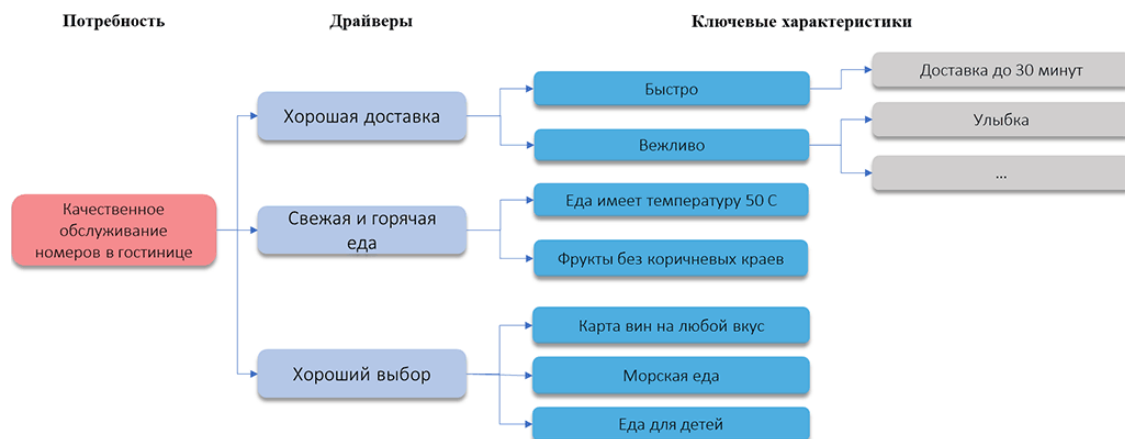 Потребность
Драйверы
Ключевые характеристики
Качественное
обслуживание
номеров в гостинице
Хорошая доставка
Быстро
Доставка до 30 минут
Вежливо
Улыбка
...
Свежая и горячая
еда
Еда имеет температуру 50 С
Фрукты без коричневых краев
Хороший выбор
Карта вин на любой вкус
Морская еда
Еда для детей